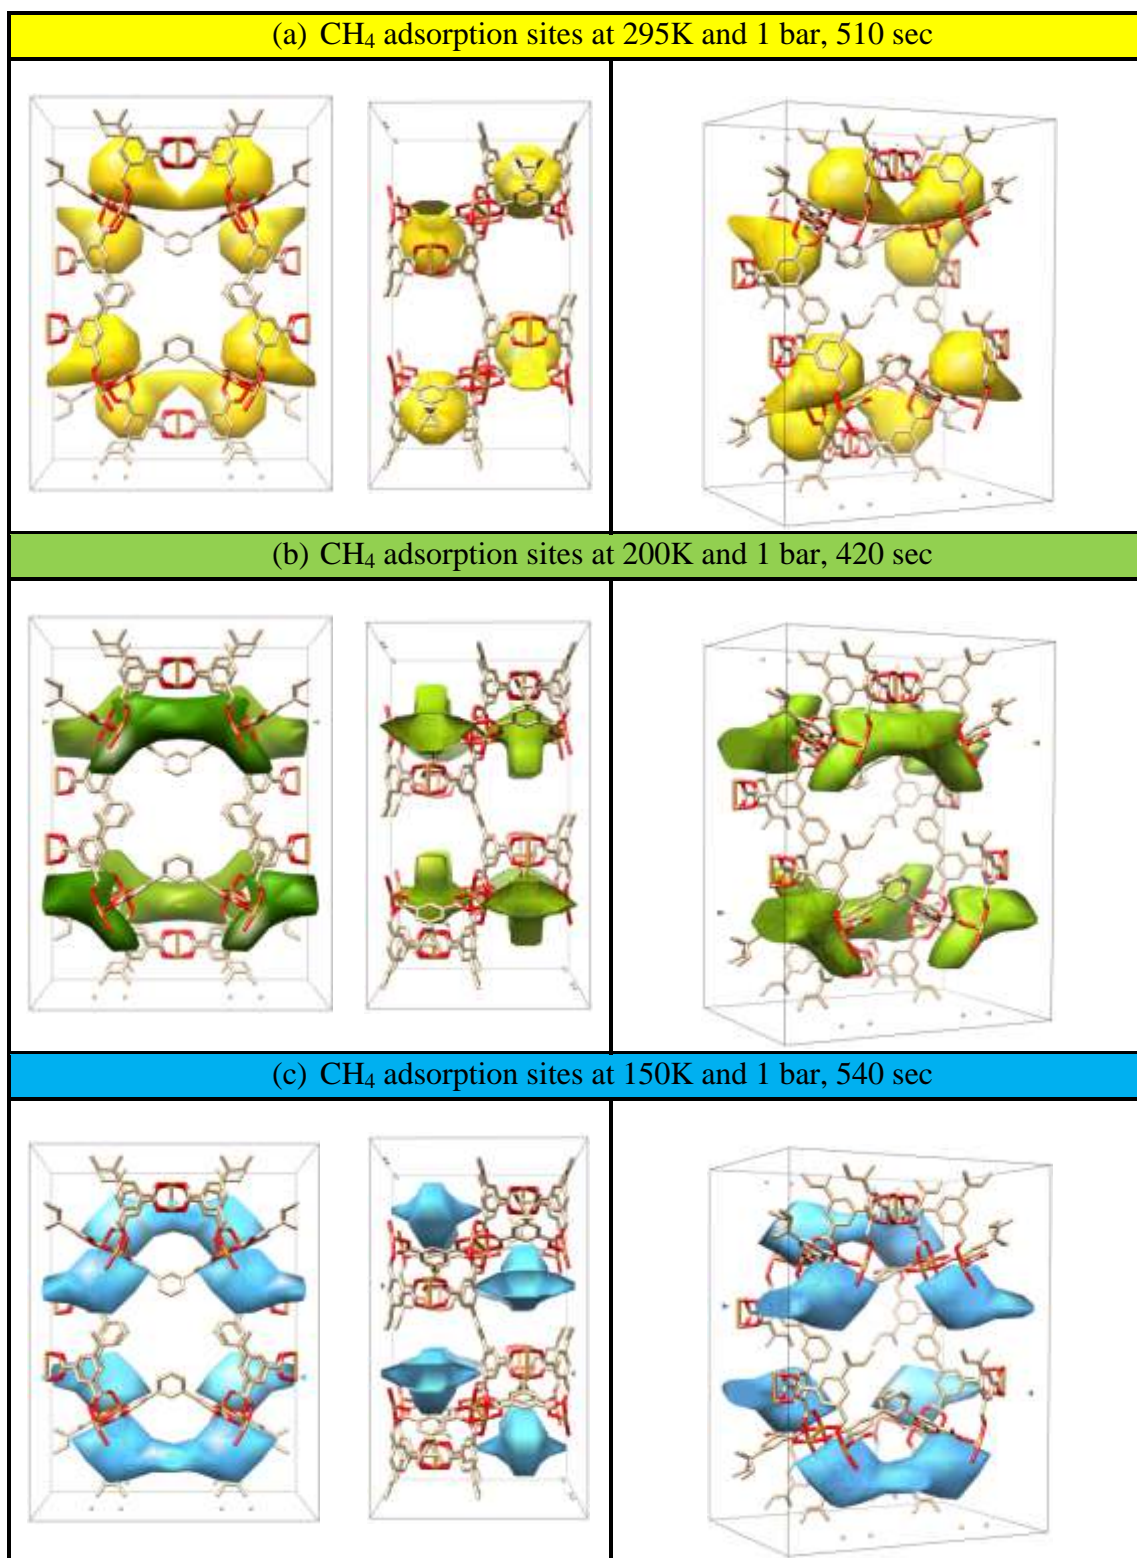 (a) CH₄ adsorption sites at 295K and 1 bar, 510 sec
(b) CH₄ adsorption sites at 200K and 1 bar, 420 sec
(c) CH₄ adsorption sites at 150K and 1 bar, 540 sec